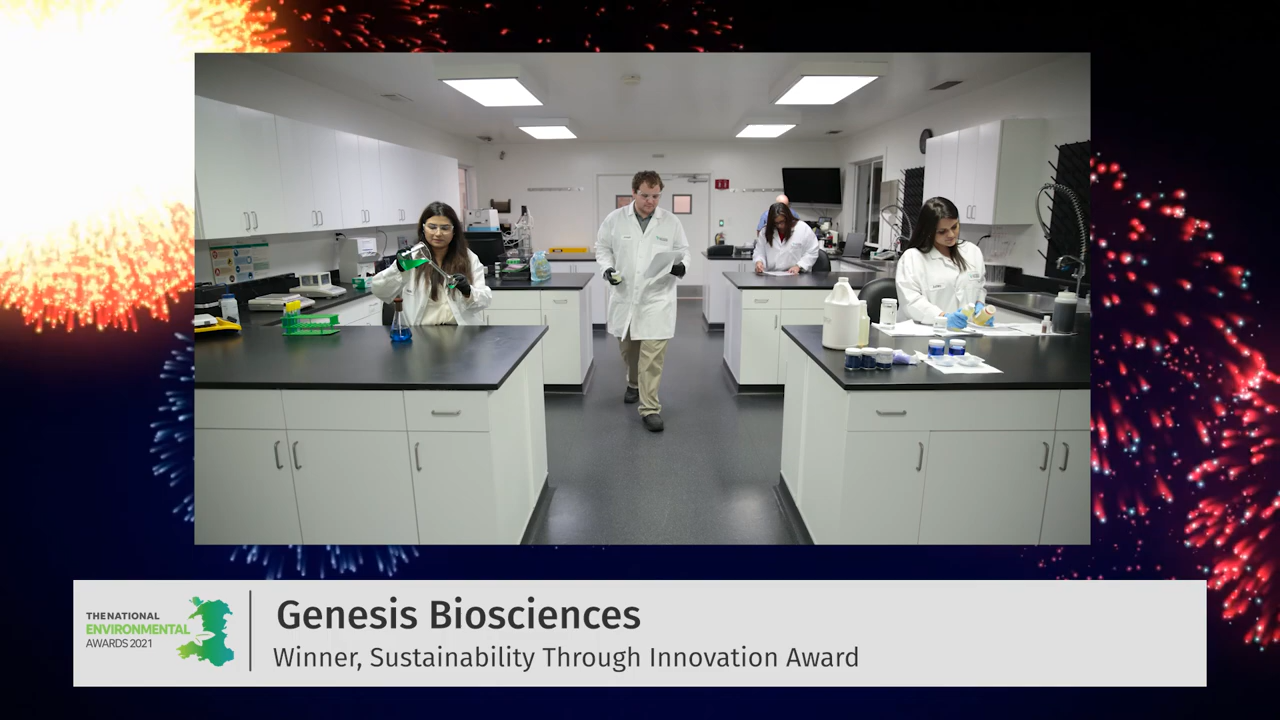 THE NATIONAL
ENVIRONMENTAL
AWARDS 2021
Genesis Biosciences
Winner, Sustainability Through Innovation Award